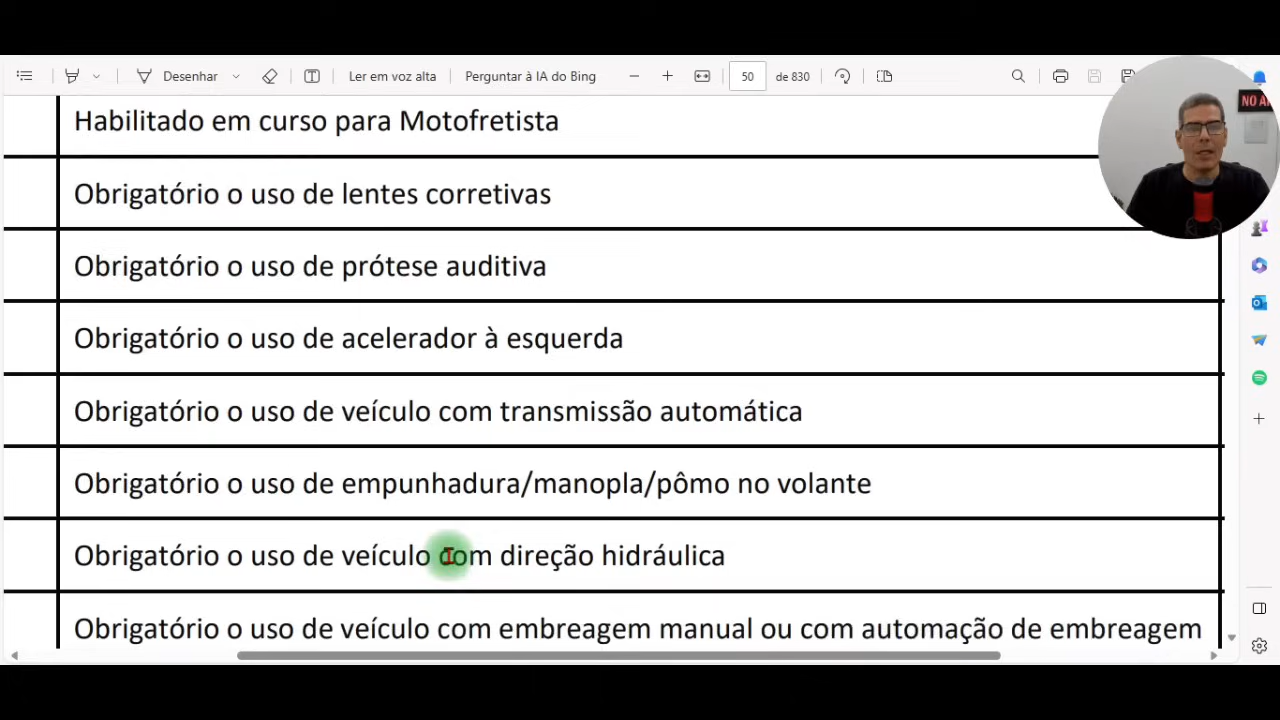 Desenhar
Ler em voz alta
Perguntar à IA do Bing
50
de 830
NO A
Habilitado em curso para Motofretista
Obrigatório o uso de lentes corretivas
Obrigatório o uso de prótese auditiva
Obrigatório o uso de acelerador à esquerda
Obrigatório o uso de veículo com transmissão automática
Obrigatório o uso de empunhadura/manopla/pômo no volante
Obrigatório o uso de veículo com direção hidráulica
Obrigatório o uso de veículo com embreagem manual ou com automação de embreagem